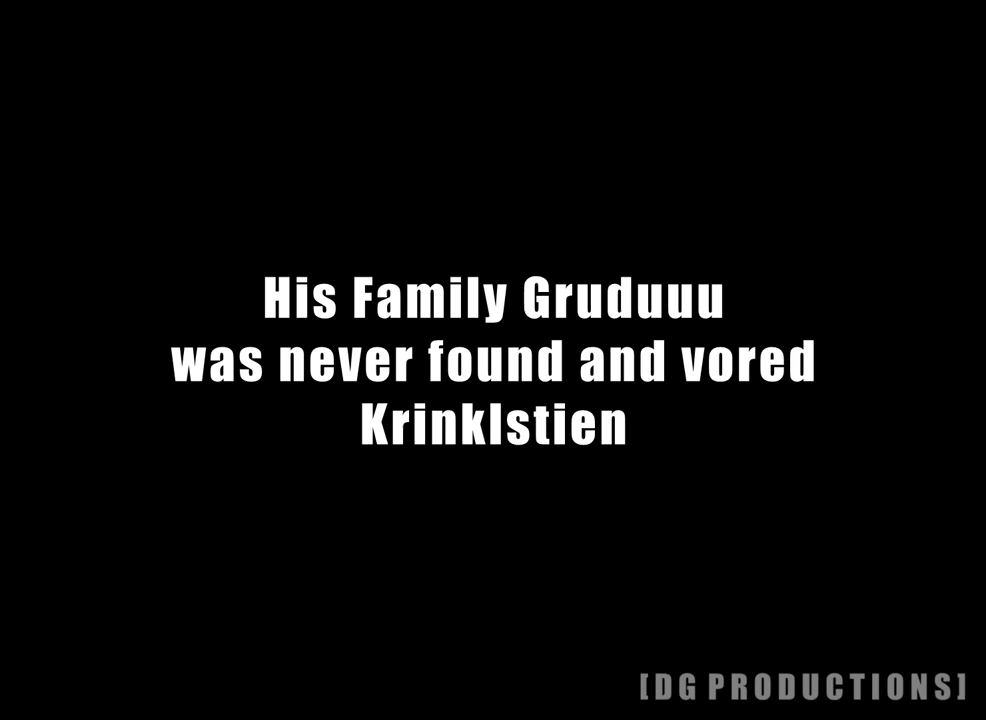 His Family Gruduuu
was never found and vored
Krinklstien
[DG PRODUCTIONS]